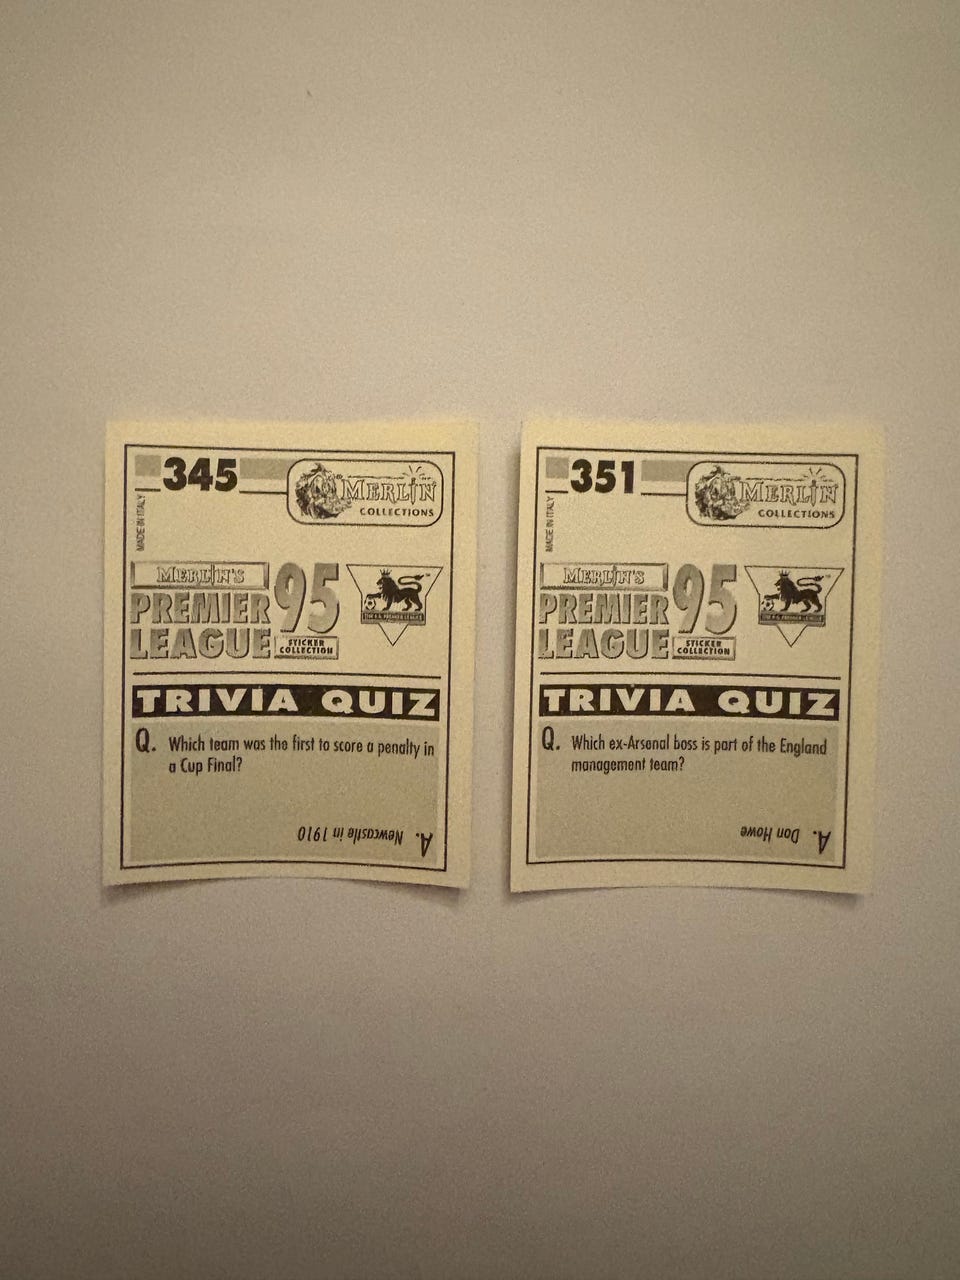 345
MERLIN
COLLECTIONS
MADE IN ITALY
MERLIN'S
PREMIER
LEAGUE
95
STICKER
COLLECTION
TRIVIA QUIZ
Q. Which team was the first to score a penalty in
a Cup Final?
A. Newcastle in 1910
351
MERLIN
COLLECTIONS
MADE IN ITALY
MERLIN'S
PREMIER
LEAGUE
95
STICKER
COLLECTION
TRIVIA QUIZ
Q. Which ex-Arsenal boss is part of the England
management team?
A. Don Howe